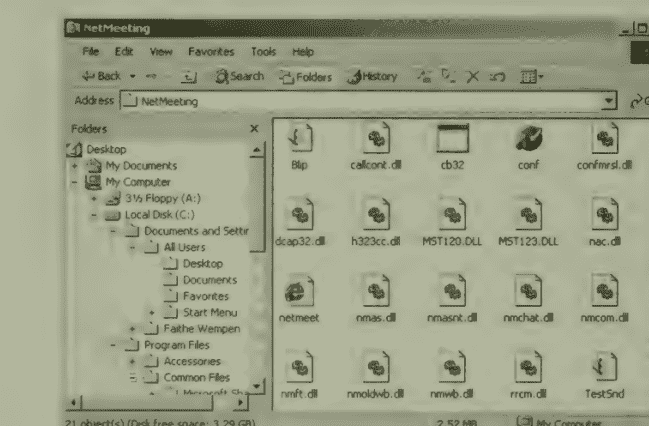 NetMeeting
File Edit View Favorites Tools Help
Back Search Folders History
Address NetMeeting
Folders
Desktop
My Documents
My Computer
3½ Floppy (A:)
Local Disk (C:)
Documents and Settir
All Users
Desktop
Documents
Favorites
Start Menu
Faithe Wempen
Program Files
Accessories
Common Files
Microsoft Sha
Blip callcont.dll cb32 conf confmrsl.dll
dcap32.dll h323cc.dll MST120.DLL MST123.DLL nac.dll
netmeet nmas.dll nmasnt.dll nmchat.dll nmcom.dll
nmft.dll nmoldwb.dll nmwb.dll rrcm.dll TestSnd
21 object(s) (Disk free space: 3.29 GB) 2.52 MB My Computer